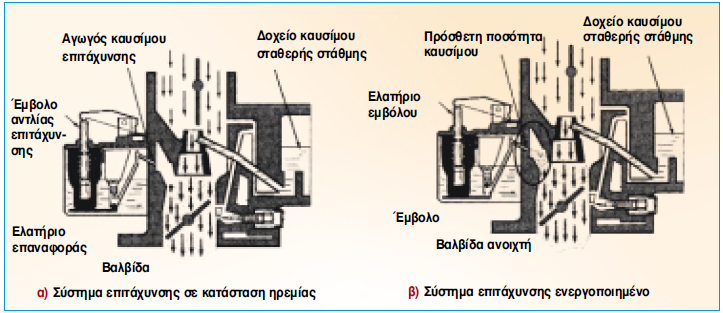 Αγωγός καυσίμου
επιτάχυνσης
Δοχείο καυσίμου
σταθερής στάθμης
Έμβολο
αντλίας
επιτάχυν-
σης
Ελατήριο
επαναφοράς
Βαλβίδα
α) Σύστημα επιτάχυνσης σε κατάσταση ηρεμίας
Πρόσθετη ποσότητα
καυσίμου
Δοχείο καυσίμου
σταθερής στάθμης
Ελατήριο
εμβόλου
Έμβολο
Βαλβίδα ανοιχτή
β) Σύστημα επιτάχυνσης ενεργοποιημένο